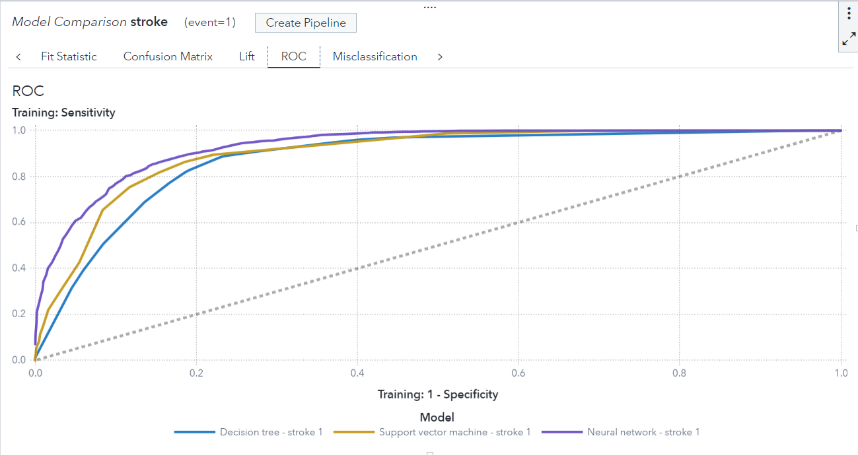 Model Comparison stroke (event=1) Create Pipeline
Fit Statistic Confusion Matrix Lift ROC Misclassification
ROC
Training: Sensitivity
1.0
0.8
0.6
0.4
0.2
0.0
0.0 0.2 0.4 0.6 0.8 1.0
Training: 1 - Specificity
Model
Decision tree - stroke 1 Support vector machine - stroke 1 Neural network - stroke 1